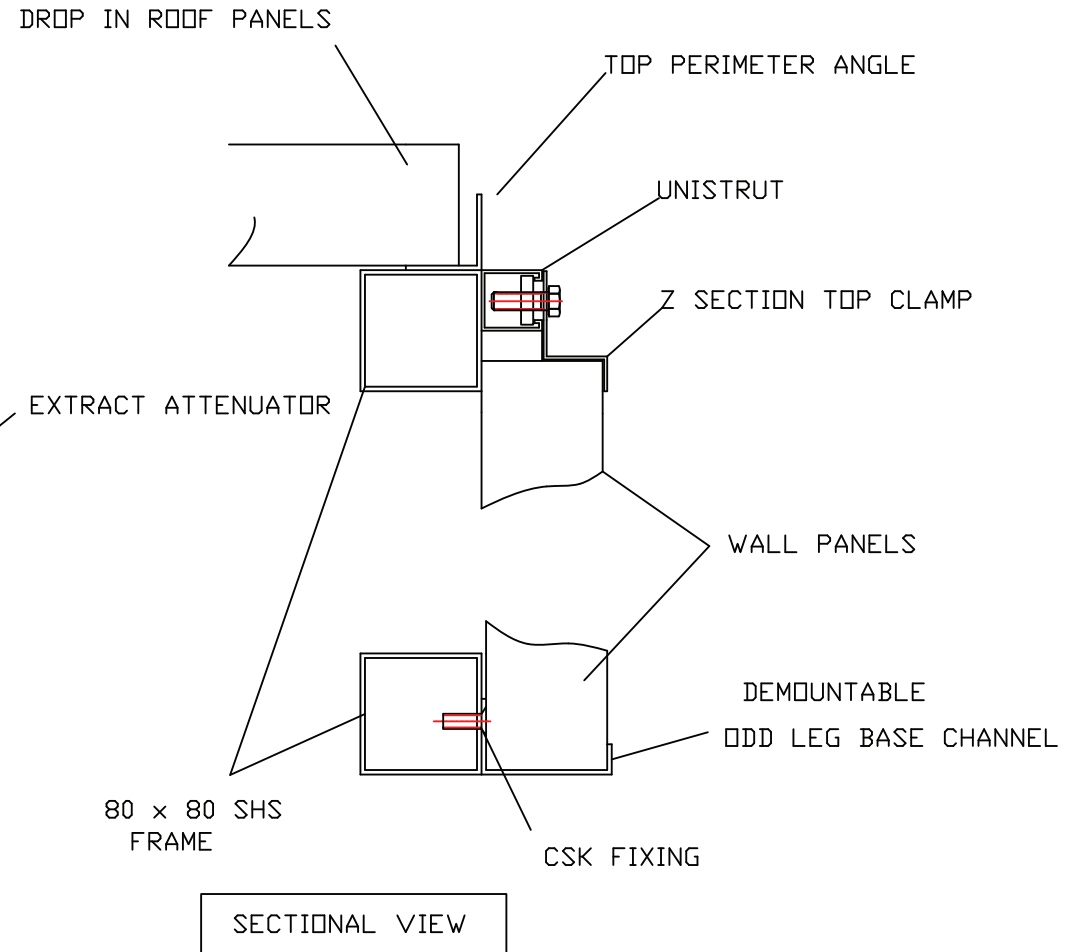 DROP IN ROOF PANELS
TOP PERIMETER ANGLE
UNISTRUT
Z SECTION TOP CLAMP
EXTRACT ATTENUATOR
WALL PANELS
DEMOUNTABLE
ODD LEG BASE CHANNEL
80 x 80 SHS
FRAME
CSK FIXING
SECTIONAL VIEW